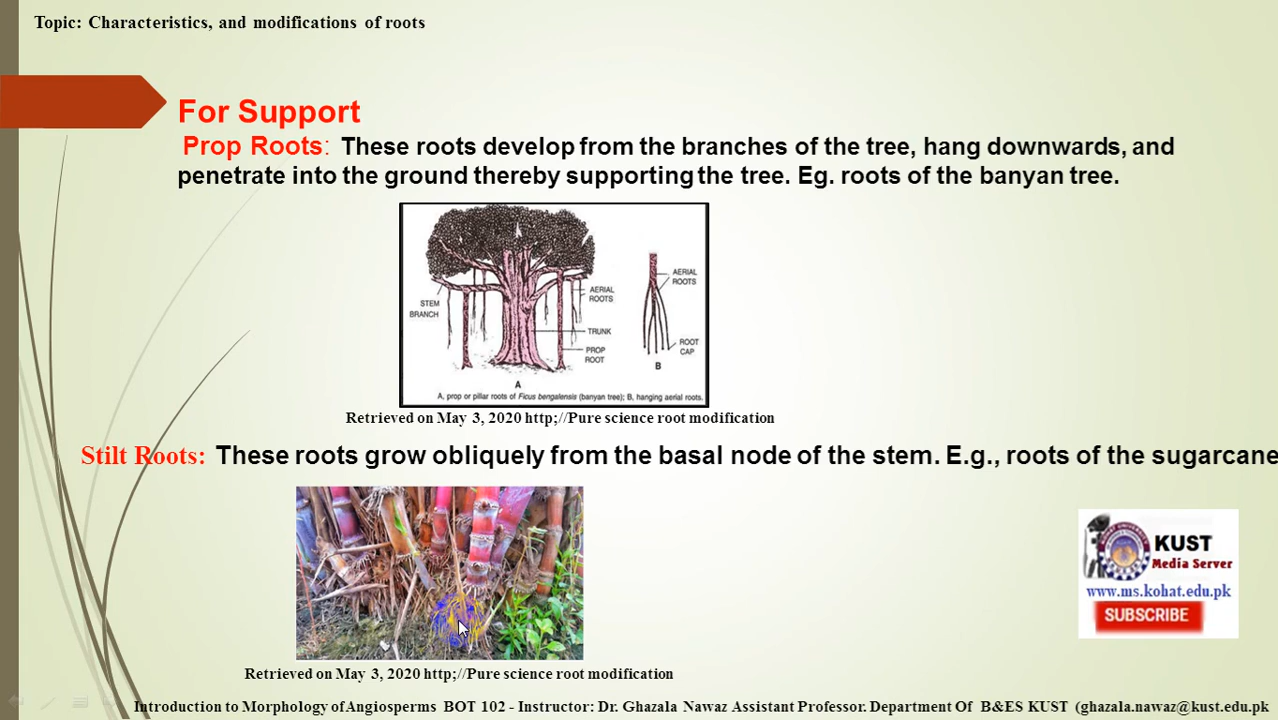 Topic: Characteristics, and modifications of roots
For Support
Prop Roots: These roots develop from the branches of the tree, hang downwards, and
penetrate into the ground thereby supporting the tree. Eg. roots of the banyan tree.
STEM
BRANCH
AERIAL
ROOTS
TRUNK
PROP
ROOT
A
AERIAL
ROOTS
ROOT
CAP
B
A, prop or pillar roots of Ficus bengalensis (banyan tree); B, hanging aerial roots.
Retrieved on May 3, 2020 http;//Pure science root modification
Stilt Roots: These roots grow obliquely from the basal node of the stem. E.g., roots of the sugarcane
Retrieved on May 3, 2020 http;//Pure science root modification
KUST
Media Server
www.ms.kohat.edu.pk
SUBSCRIBE
Introduction to Morphology of Angiosperms BOT 102 - Instructor: Dr. Ghazala Nawaz Assistant Professor. Department Of B&ES KUST (ghazala.nawaz@kust.edu.pk